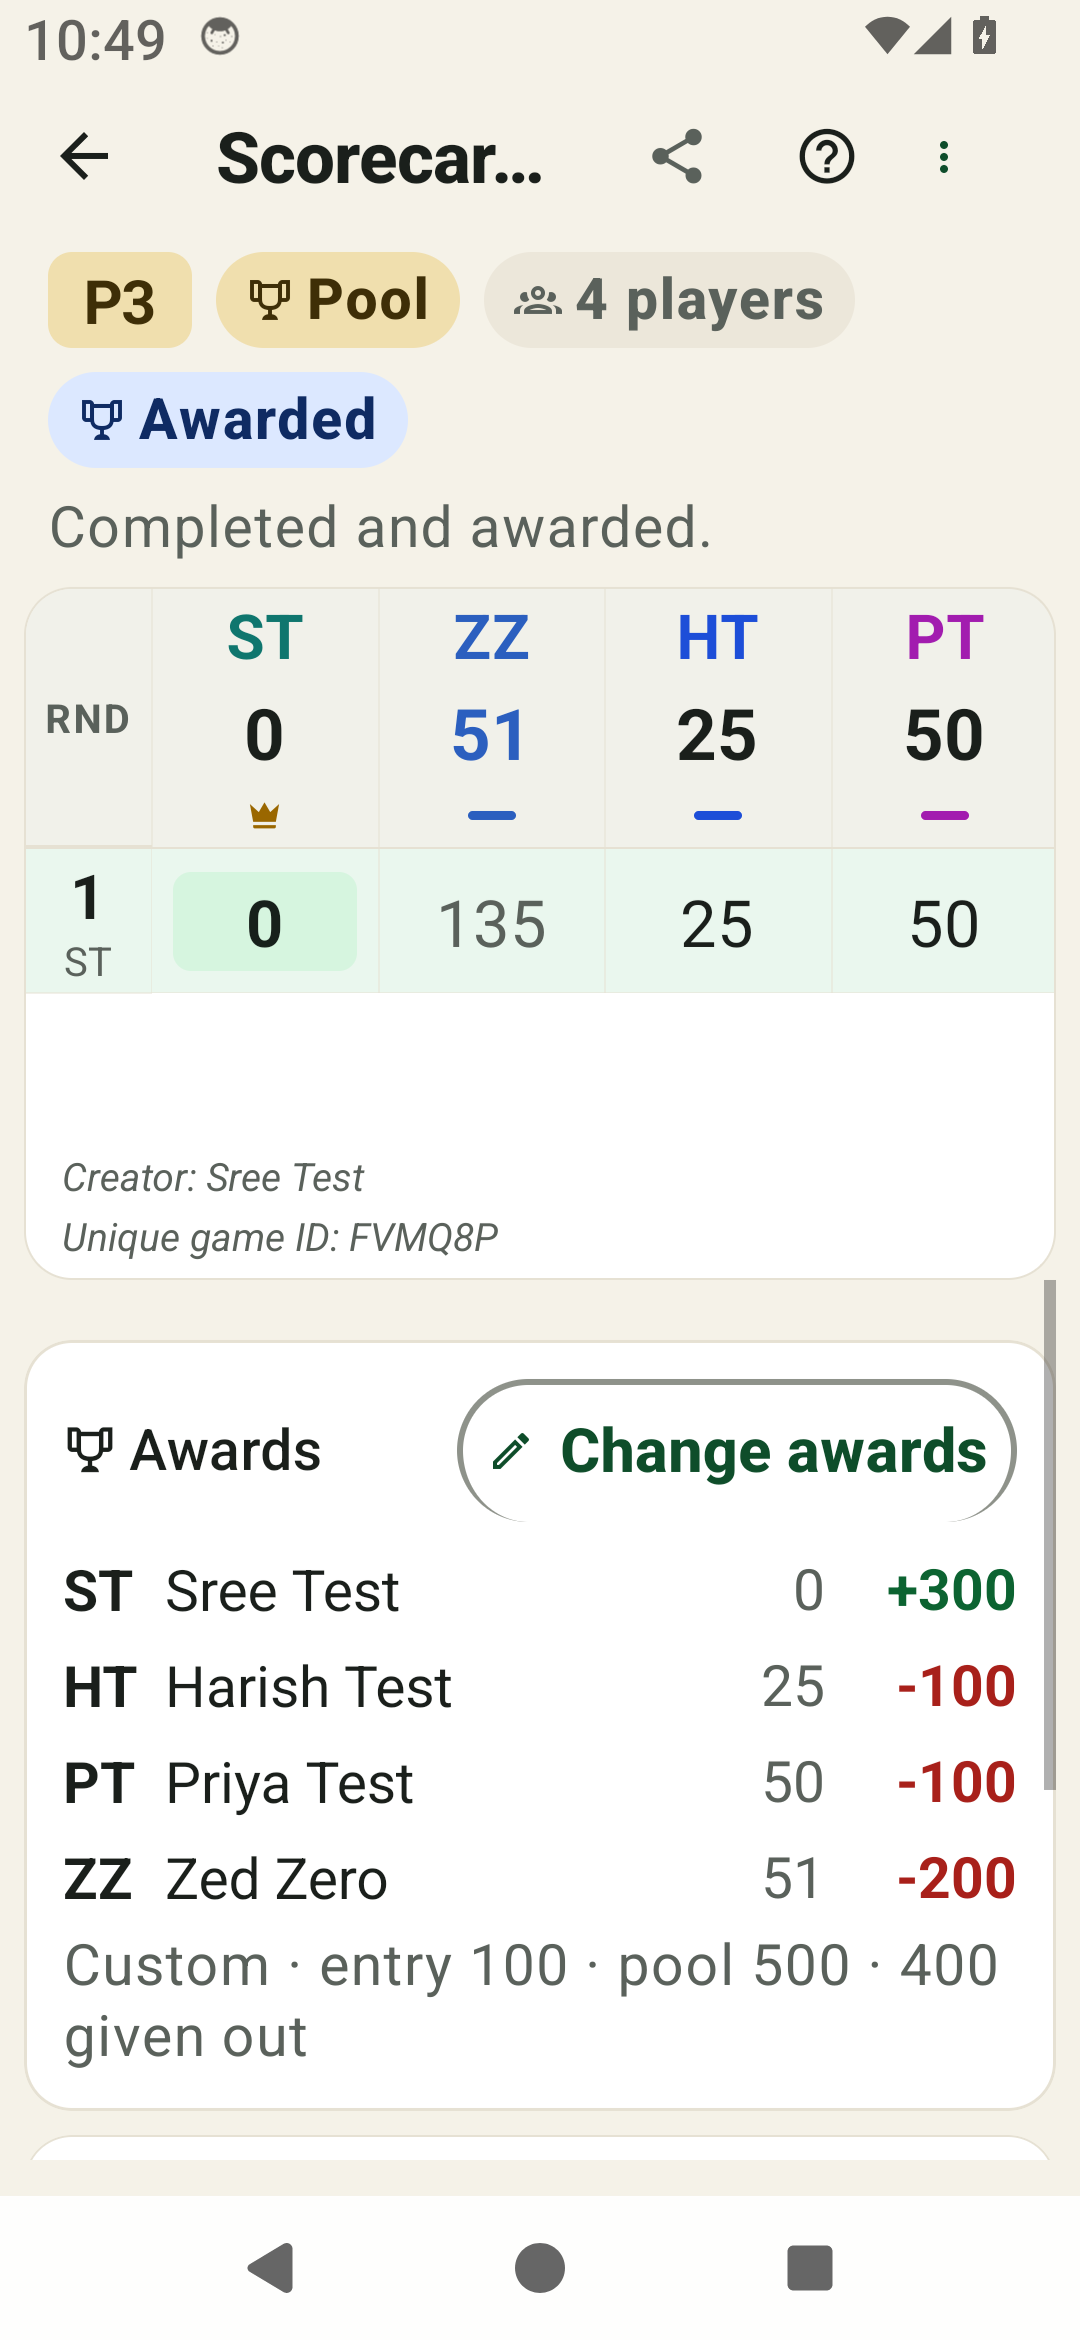 10:49
Scorecar...
P3 Pool 4 players
Awarded
Completed and awarded.
RND ST ZZ HT PT
0 51 25 50
1 0 135 25 50
ST
Creator: Sree Test
Unique game ID: FVMQ8P
Awards Change awards
ST Sree Test 0 +300
HT Harish Test 25 -100
PT Priya Test 50 -100
ZZ Zed Zero 51 -200
Custom · entry 100 · pool 500 · 400
given out